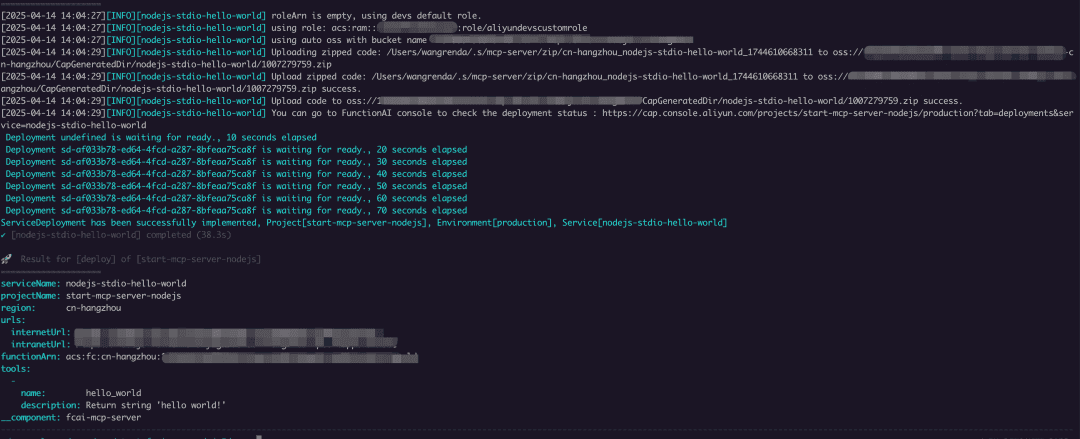 [2025-04-14 14:04:27][INFO][nodejs-stdio-hello-world] roleArn is empty, using devs default role.
[2025-04-14 14:04:27][INFO][nodejs-stdio-hello-world] using role: acs:ram:: :role/aliyundevscustomrole
[2025-04-14 14:04:27][INFO][nodejs-stdio-hello-world] using auto oss with bucket name
[2025-04-14 14:04:29][INFO][nodejs-stdio-hello-world] Uploading zipped code: /Users/wangrenda/.s/mcp-server/zip/cn-hangzhou_nodejs-stdio-hello-world_1744610668311 to oss:// -c
n-hangzhou/CapGeneratedDir/nodejs-stdio-hello-world/1007279759.zip
[2025-04-14 14:04:29][INFO][nodejs-stdio-hello-world] Upload zipped code: /Users/wangrenda/.s/mcp-server/zip/cn-hangzhou_nodejs-stdio-hello-world_1744610668311 to oss://
angzhou/CapGeneratedDir/nodejs-stdio-hello-world/1007279759.zip success.
[2025-04-14 14:04:29][INFO][nodejs-stdio-hello-world] Upload code to oss://1 CapGeneratedDir/nodejs-stdio-hello-world/1007279759.zip success.
[2025-04-14 14:04:29][INFO][nodejs-stdio-hello-world] You can go to FunctionAI console to check the deployment status : https://cap.console.aliyun.com/projects/start-mcp-server-nodejs/production?tab=deployments&ser
vice=nodejs-stdio-hello-world
Deployment undefined is waiting for ready., 10 seconds elapsed
Deployment sd-af033b78-ed64-4fcd-a287-8bfeaa75ca8f is waiting for ready., 20 seconds elapsed
Deployment sd-af033b78-ed64-4fcd-a287-8bfeaa75ca8f is waiting for ready., 30 seconds elapsed
Deployment sd-af033b78-ed64-4fcd-a287-8bfeaa75ca8f is waiting for ready., 40 seconds elapsed
Deployment sd-af033b78-ed64-4fcd-a287-8bfeaa75ca8f is waiting for ready., 50 seconds elapsed
Deployment sd-af033b78-ed64-4fcd-a287-8bfeaa75ca8f is waiting for ready., 60 seconds elapsed
Deployment sd-af033b78-ed64-4fcd-a287-8bfeaa75ca8f is waiting for ready., 70 seconds elapsed
ServiceDeployment has been successfully implemented, Project[start-mcp-server-nodejs], Environment[production], Service[nodejs-stdio-hello-world]
✔ [nodejs-stdio-hello-world] completed (38.3s)
🚀 Result for [deploy] of [start-mcp-server-nodejs]
====================
serviceName: nodejs-stdio-hello-world
projectName: start-mcp-server-nodejs
region: cn-hangzhou
urls:
internetUrl:
intranetUrl:
functionArn: acs:fc:cn-hangzhou:
tools:
-
name: hello_world
description: Return string 'hello world!'
__component: fcai-mcp-server